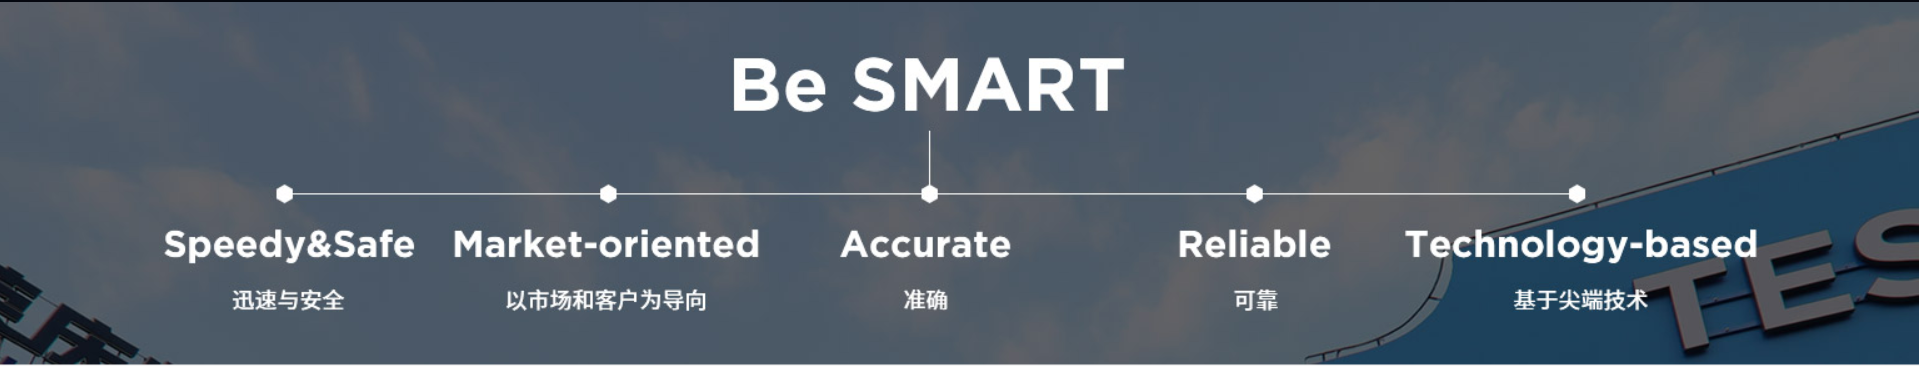 Be SMART
Speedy&Safe
Market-oriented
Accurate
Reliable
Technology-based
迅速与安全
以市场和客户为导向
准确
可靠
基于尖端技术
TES